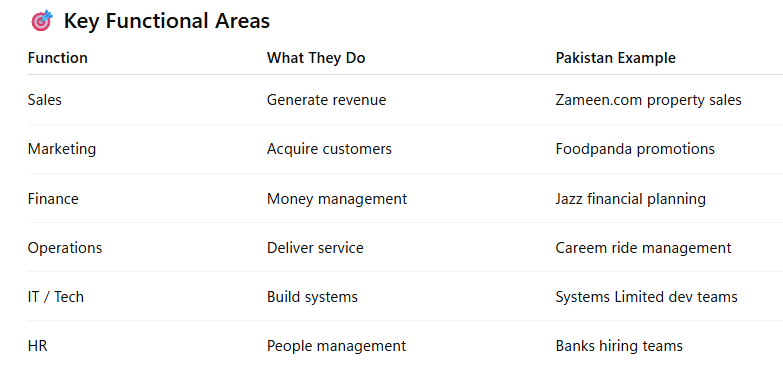 🎯 Key Functional Areas
Function What They Do Pakistan Example
Sales Generate revenue Zameen.com property sales
Marketing Acquire customers Foodpanda promotions
Finance Money management Jazz financial planning
Operations Deliver service Careem ride management
IT / Tech Build systems Systems Limited dev teams
HR People management Banks hiring teams